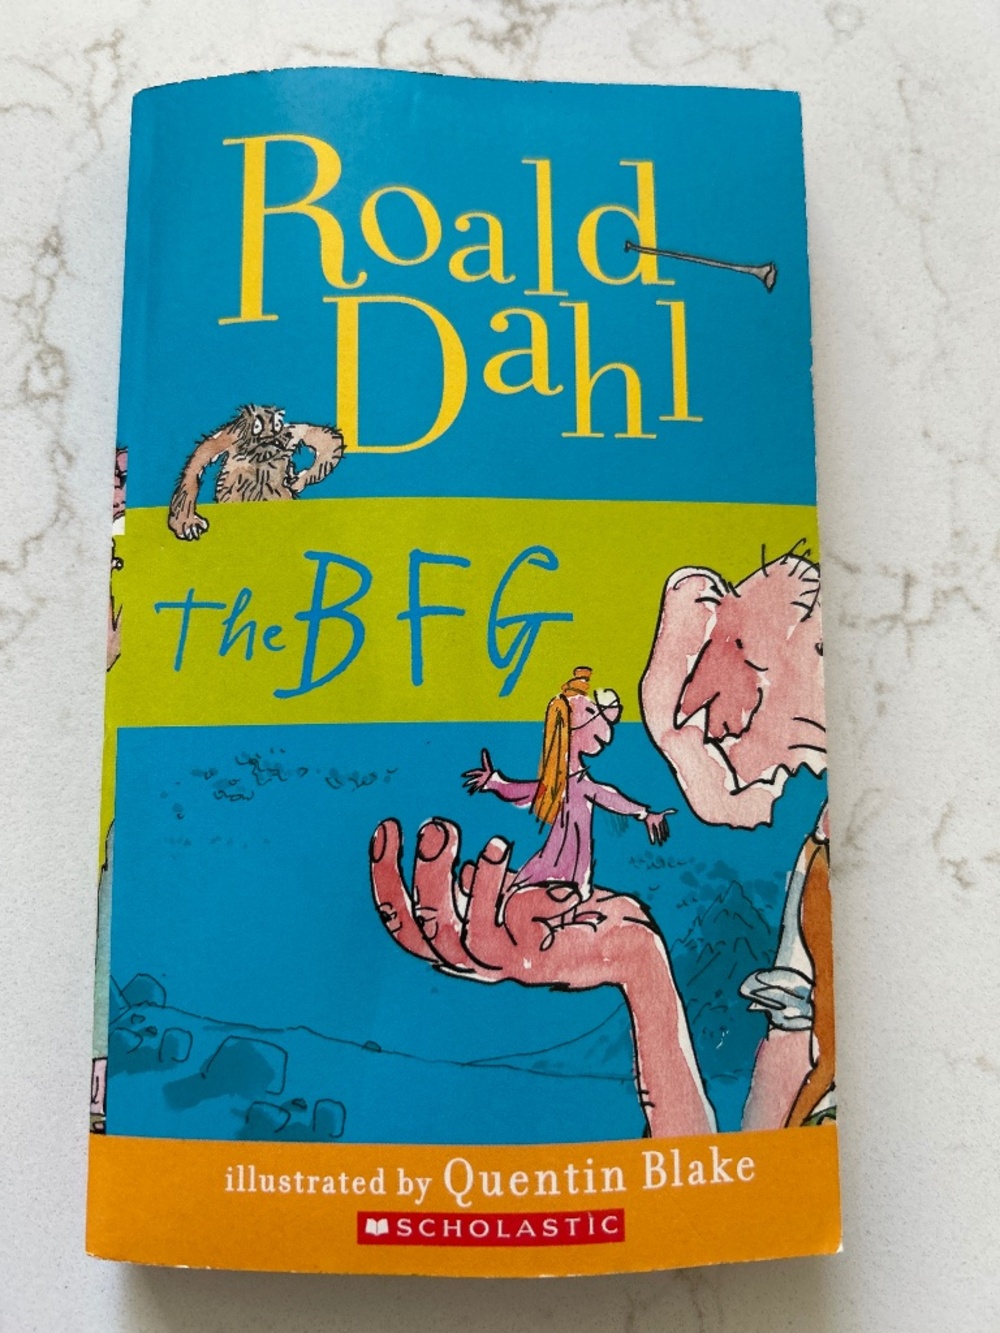 Roald
Dahl
the BFG
illustrated by Quentin Blake
SCHOLASTIC